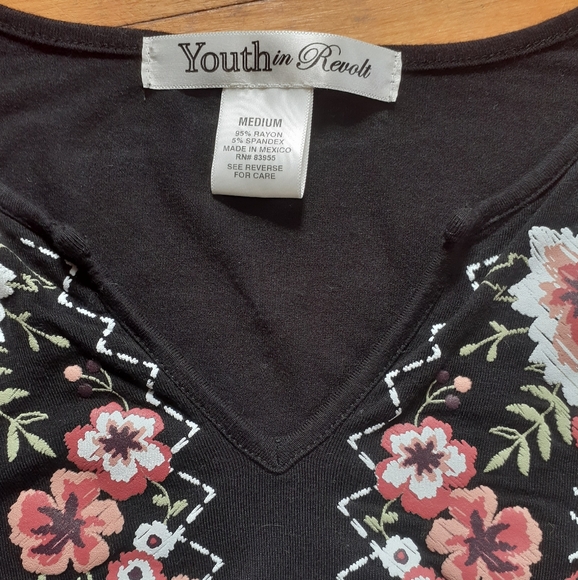 Youth in Revolt
MEDIUM
95% RAYON
5% SPANDEX
MADE IN MEXICO
RN# 83955
SEE REVERSE
FOR CARE